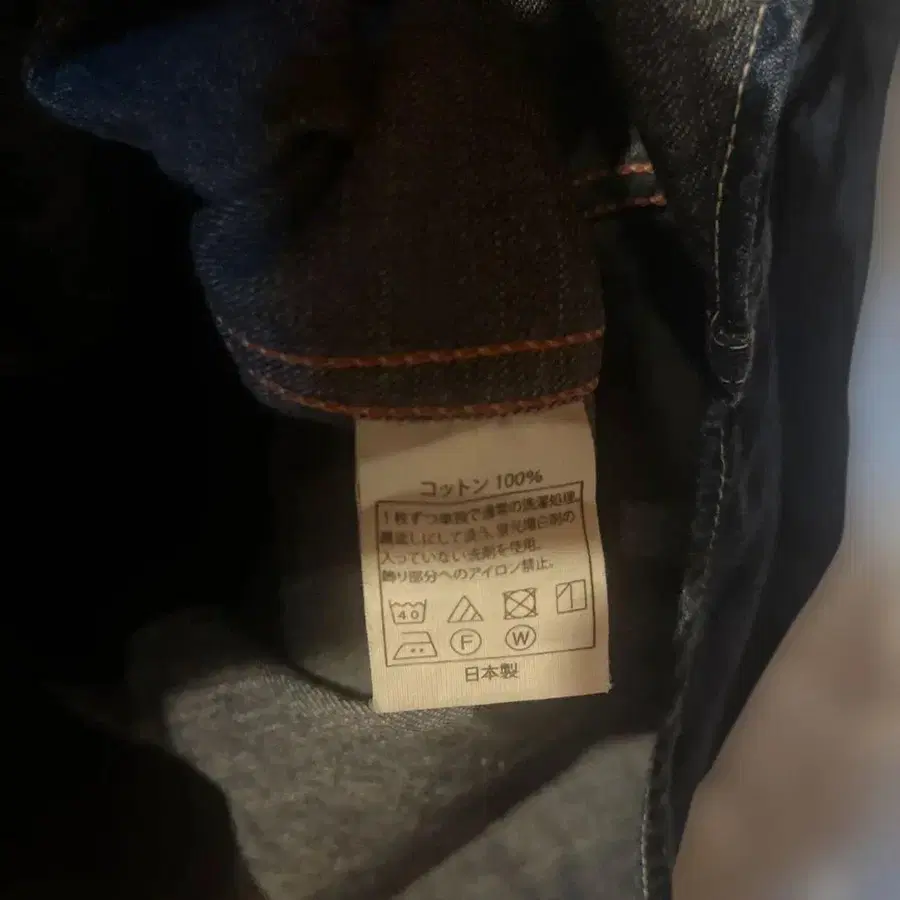 コットン 100%
1枚ずつ単独で通常の洗濯処理。
裏返しにして洗う。蛍光増白剤の
入っていない洗剤を使用。
飾り部分へのアイロン禁止。
40
F W
日本製